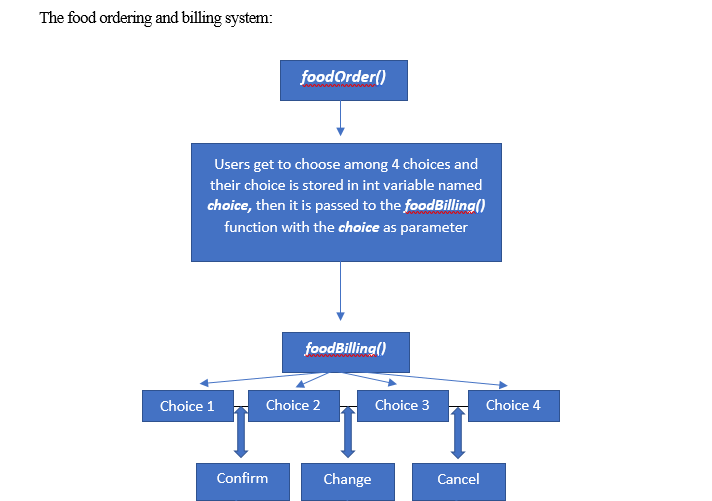 The food ordering and billing system:
foodOrder()
Users get to choose among 4 choices and
their choice is stored in int variable named
choice, then it is passed to the foodBilling()
function with the choice as parameter
foodBilling()
Choice 1
Choice 2
Choice 3
Choice 4
Confirm
Change
Cancel